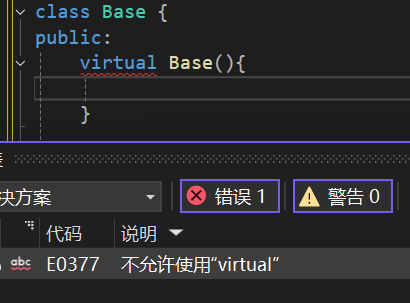 class Base {
public:
virtual Base(){
}
决方案
错误 1
警告 0
代码 说明
abc E0377 不允许使用“virtual”